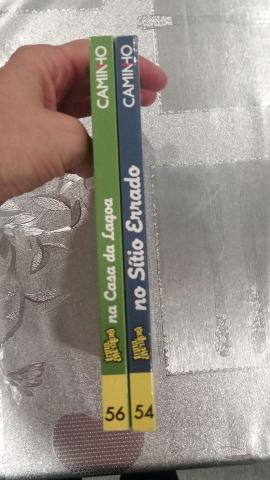 56 na Casa da Lagoa CAMINHO
54 no Sítio Errado CAMINHO